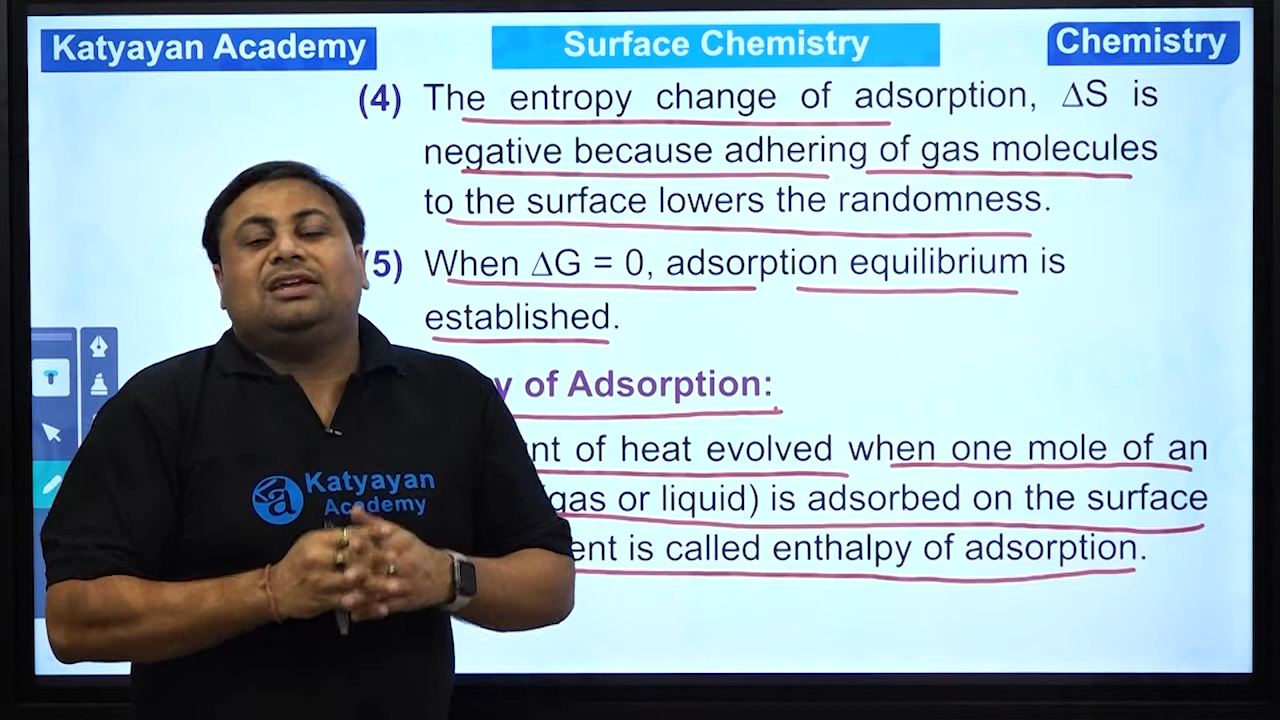 Katyayan Academy
Surface Chemistry
Chemistry
(4) The entropy change of adsorption, ΔS is
negative because adhering of gas molecules
to the surface lowers the randomness.
(5) When ΔG = 0, adsorption equilibrium is
established.
of Adsorption:
of heat evolved when one mole of an
(gas or liquid) is adsorbed on the surface
is called enthalpy of adsorption.
Katyayan
Academy